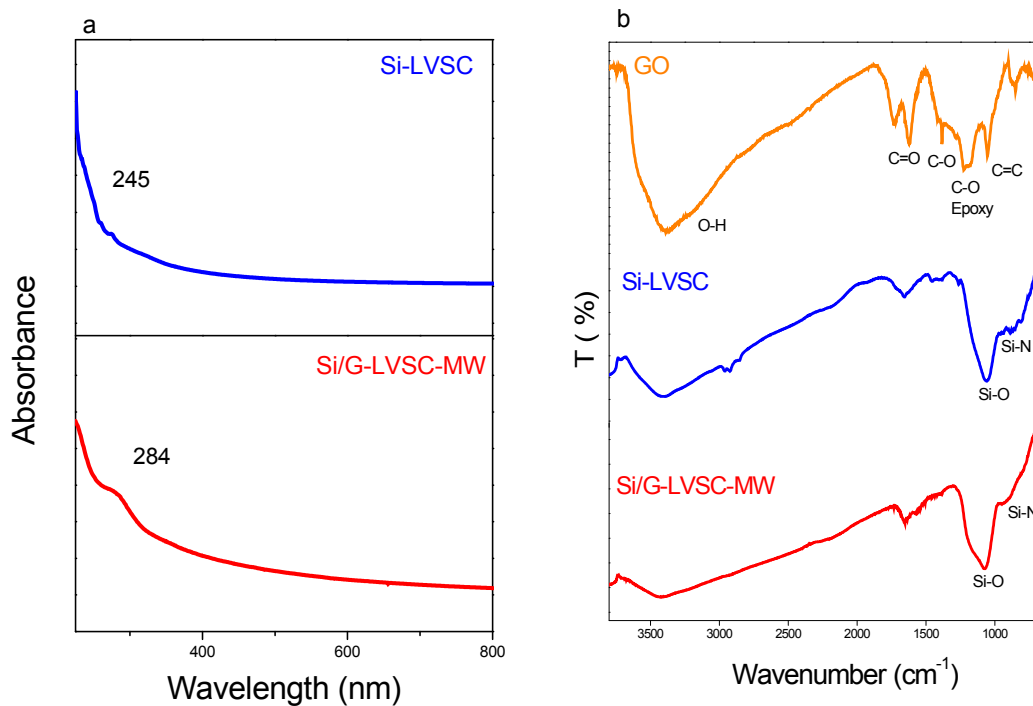 a
Si-LVSC
245
Si/G-LVSC-MW
284
Absorbance
400 600 800
Wavelength (nm)
b
GO
C=O C-O
C=C
C-O
Epoxy
O-H
Si-LVSC
Si-N
Si-O
Si/G-LVSC-MW
Si-N
Si-O
T ( %)
3500 3000 2500 2000 1500 1000
Wavenumber (cm⁻¹)